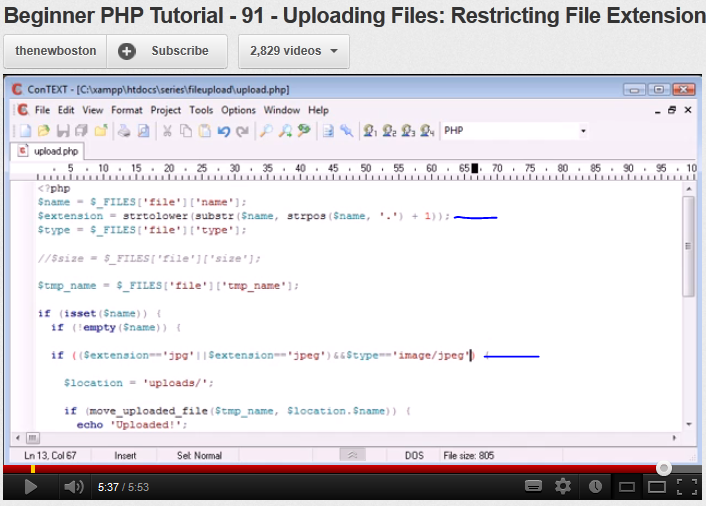 Beginner PHP Tutorial - 91 - Uploading Files: Restricting File Extension
thenewboston Subscribe 2,829 videos
ConTEXT - [C:\xampp\htdocs\series\fileupload\upload.php]
File Edit View Format Project Tools Options Window Help
PHP
upload.php
5 10 15 20 25 30 35 40 45 50 55 60 65 70 75 80 85 90 95 10
<?php
$name = $_FILES['file']['name'];
$extension = strtolower(substr($name, strpos($name, '.') + 1));
$type = $_FILES['file']['type'];
//$size = $_FILES['file']['size'];
$tmp_name = $_FILES['file']['tmp_name'];
if (isset($name)) {
if (!empty($name)) {
if (($extension=='jpg'||$extension=='jpeg')&&$type=='image/jpeg') {
$location = 'uploads/';
if (move_uploaded_file($tmp_name, $location.$name)) {
echo 'Uploaded!';
Ln 13, Col 67 Insert Sel: Normal DOS File size: 805
5:37 / 5:53